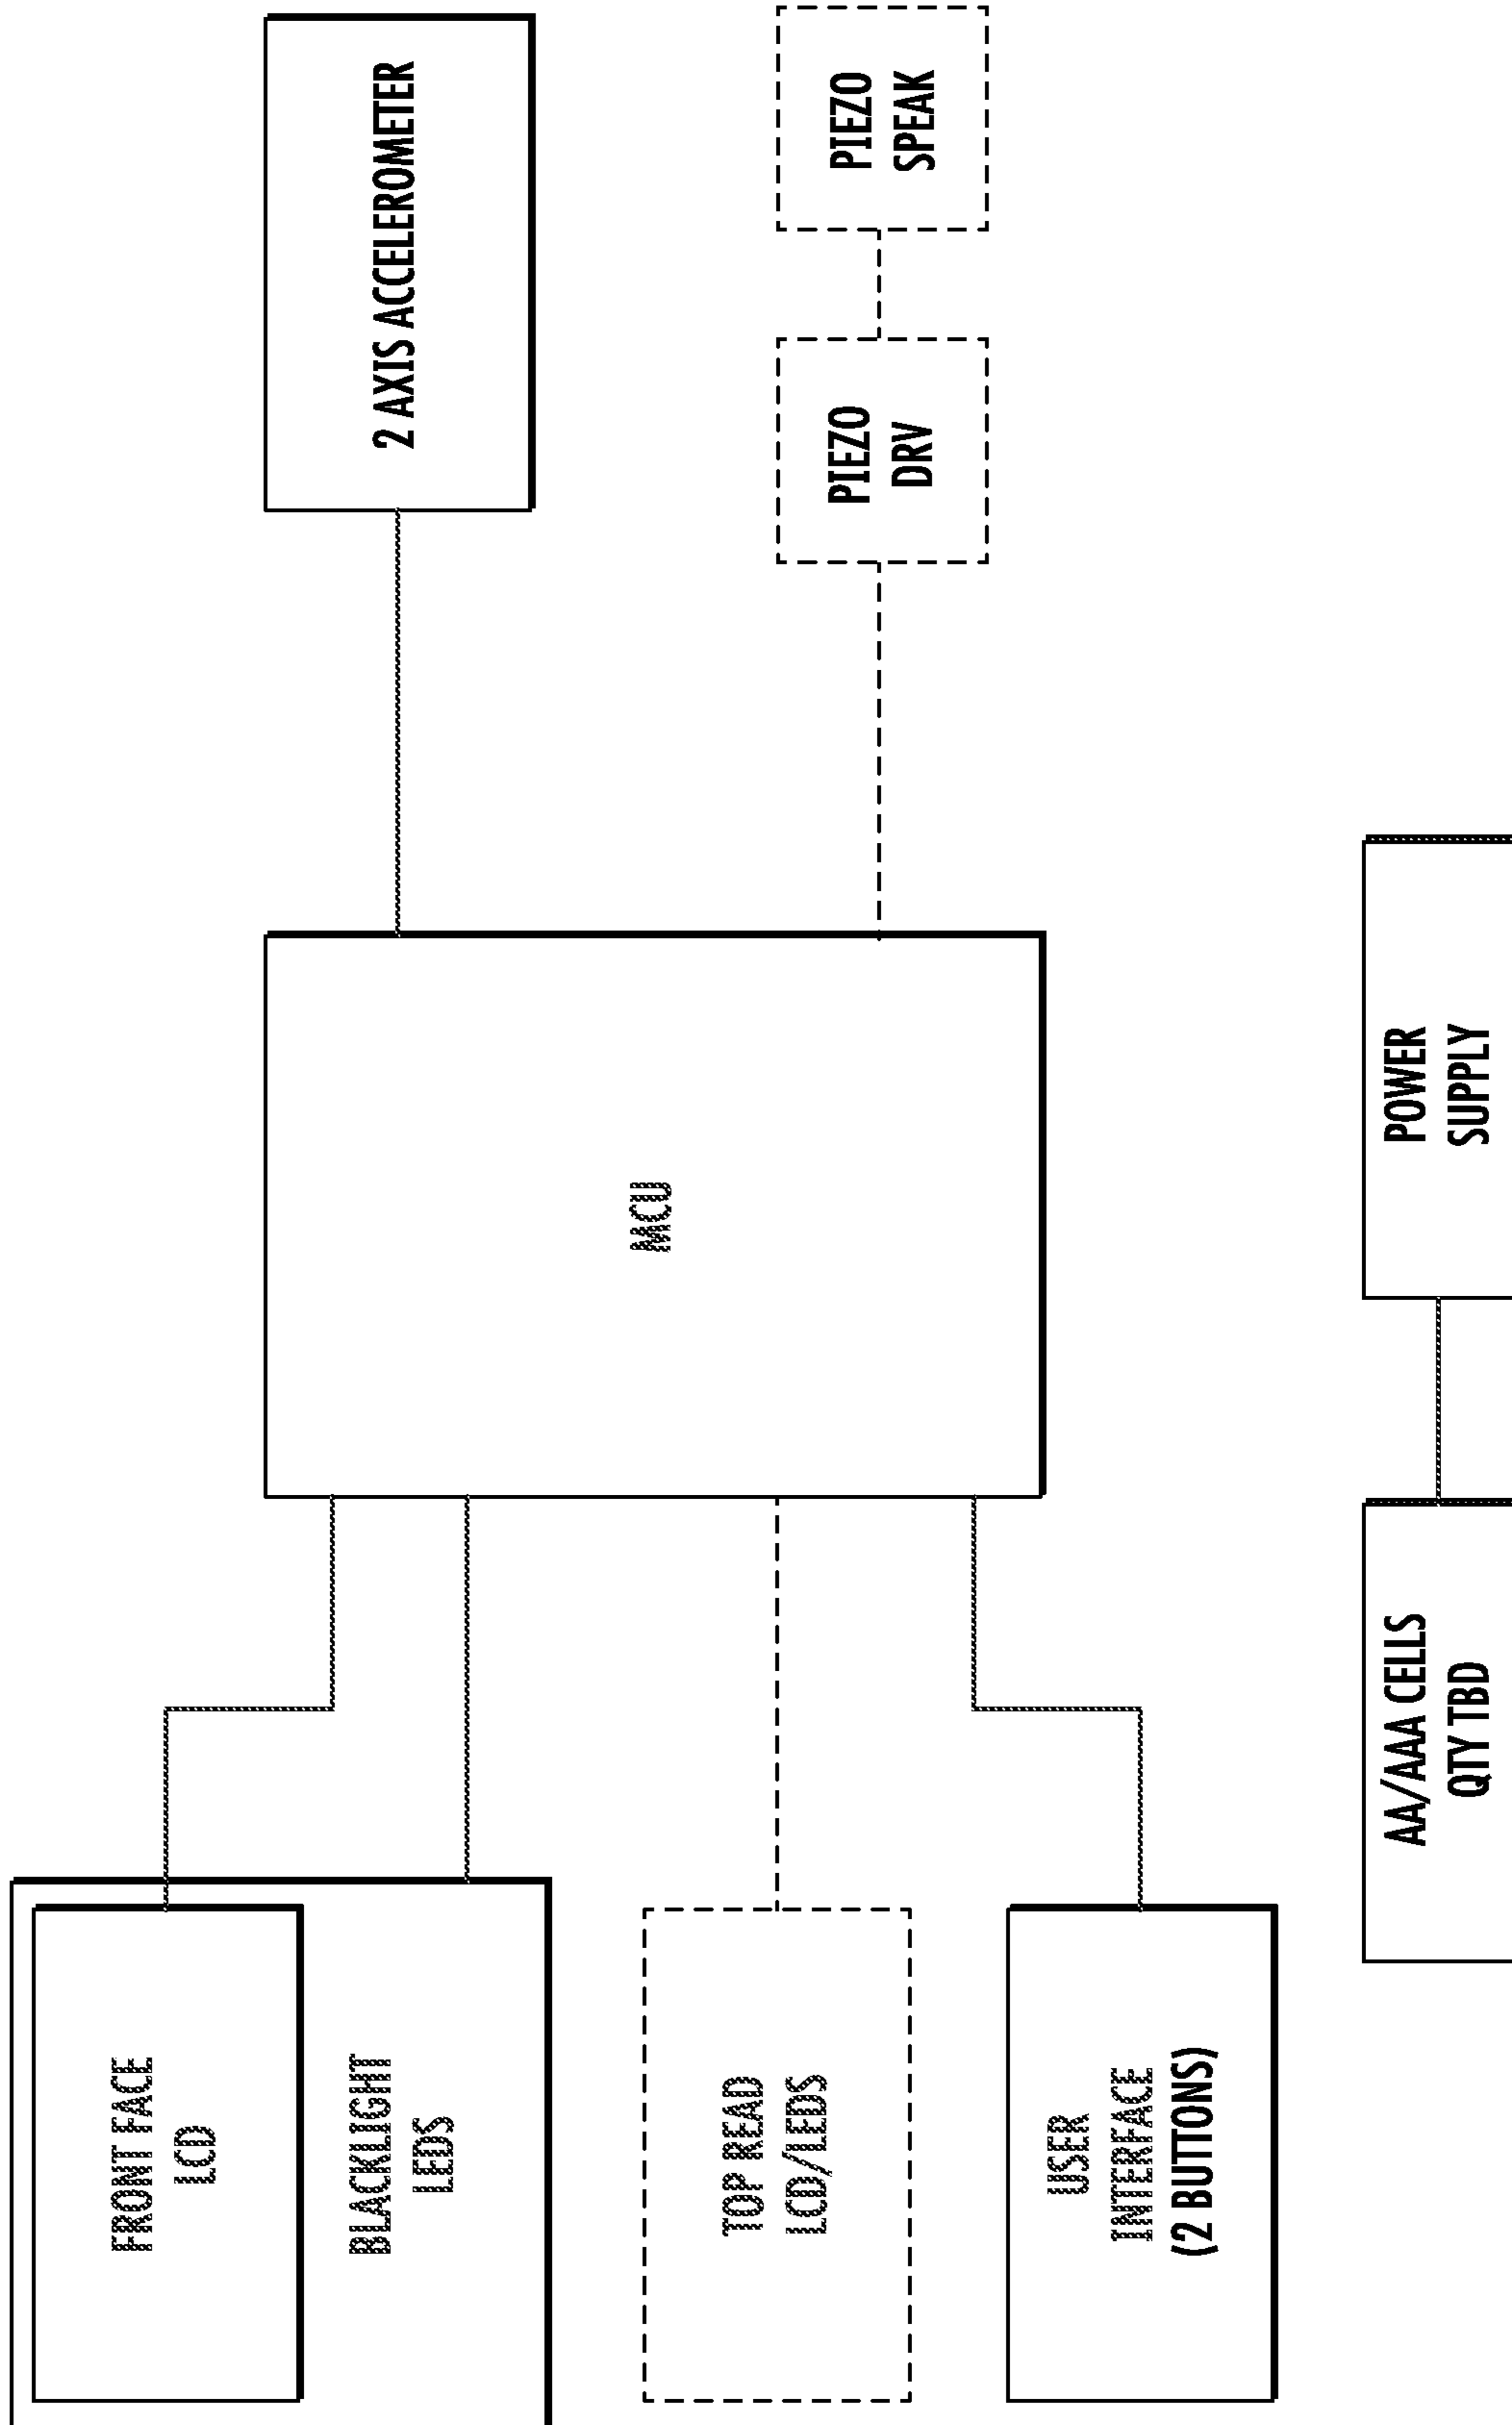 FRONT FACE
LCD
BLACKLIGHT
LEDS
TOP READ
LCD/LEDS
USER
INTERFACE
(2 BUTTONS)
MCU
2 AXIS ACCELEROMETER
PIEZO
DRV
PIEZO
SPEAK
AA/AAA CELLS
QTY TBD
POWER
SUPPLY